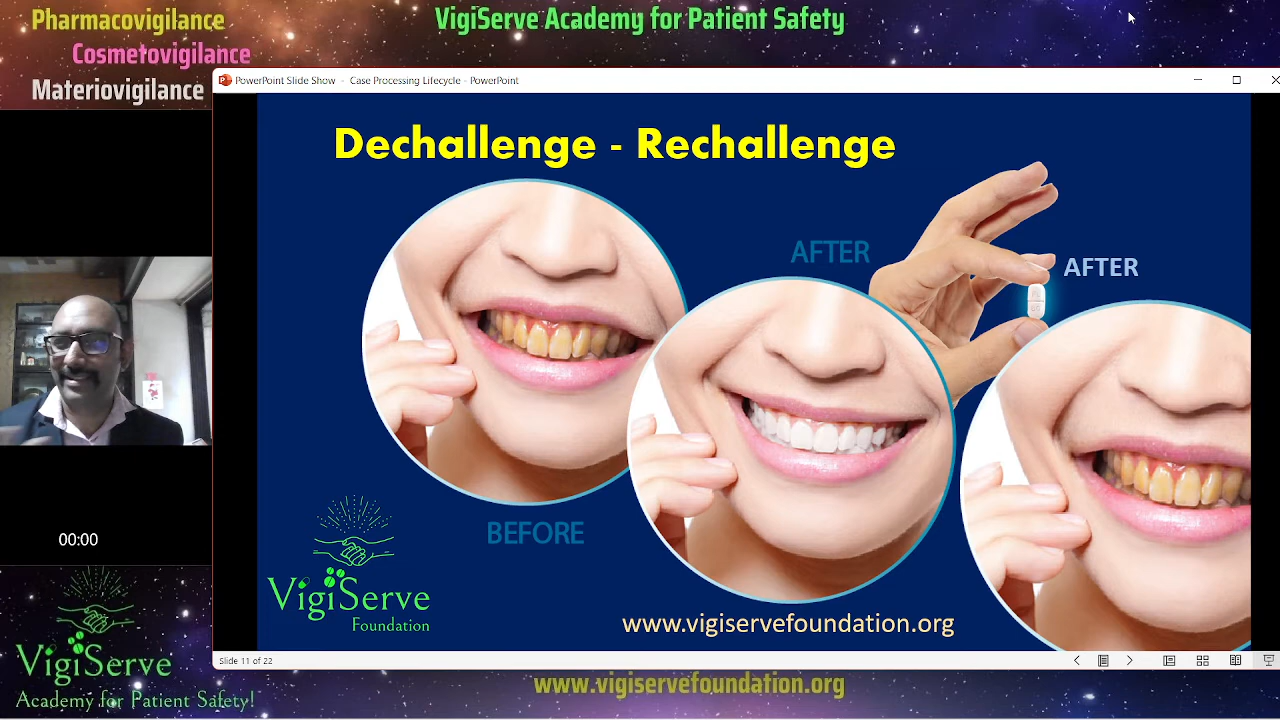 Pharmacovigilance
Cosmetovigilance
Materiovigilance
VigiServe Academy for Patient Safety
PowerPoint Slide Show - Case Processing Lifecycle - PowerPoint
Dechallenge - Rechallenge
AFTER
AFTER
BEFORE
VigiServe
Foundation
www.vigiservefoundation.org
00:00
Slide 11 of 22
VigiServe
Academy for Patient Safety!
www.vigiservefoundation.org